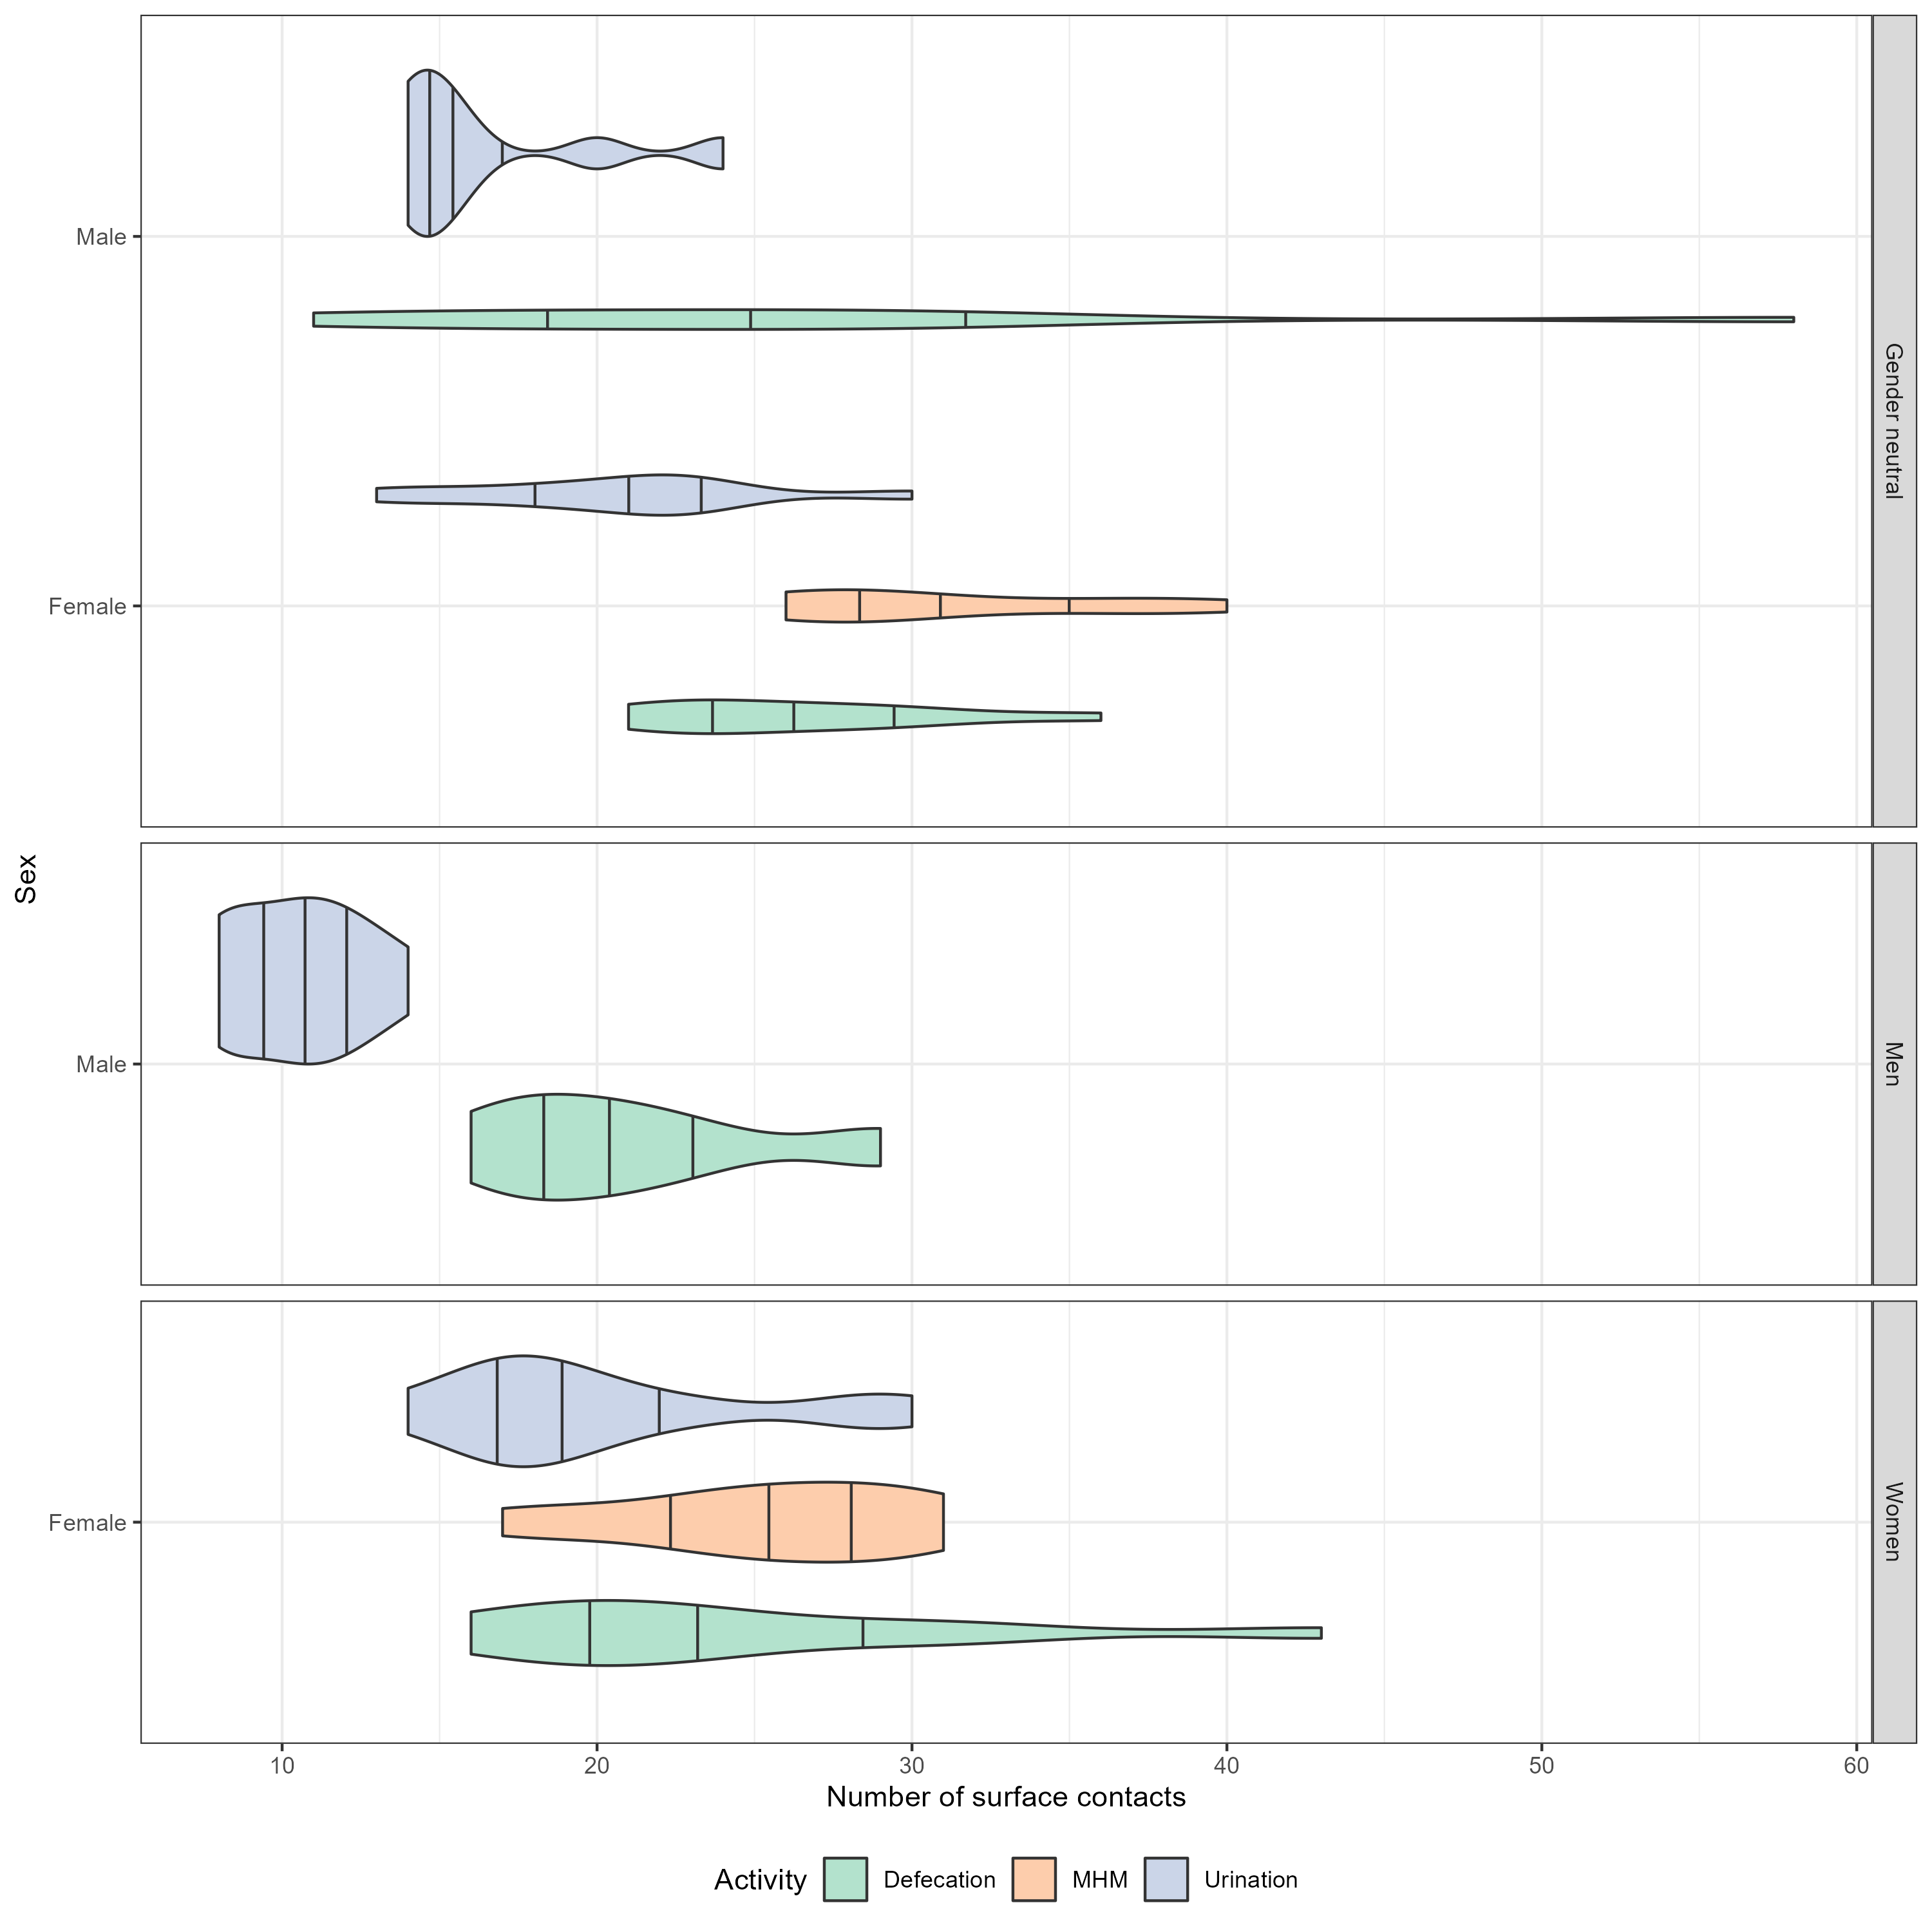 Sex
Male
Female
Gender neutral
Male
Men
Female
Women
10 20 30 40 50 60
Number of surface contacts
Activity Defecation MHM Urination